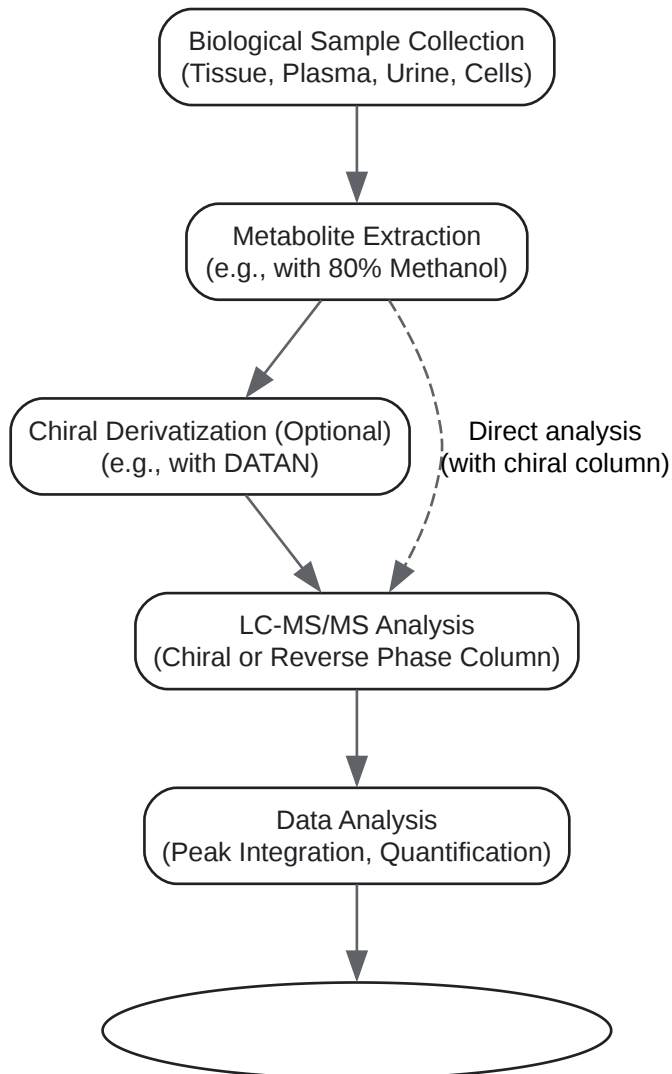 Biological Sample Collection
(Tissue, Plasma, Urine, Cells)
Metabolite Extraction
(e.g., with 80% Methanol)
Chiral Derivatization (Optional)
(e.g., with DATAN)
Direct analysis
(with chiral column)
LC-MS/MS Analysis
(Chiral or Reverse Phase Column)
Data Analysis
(Peak Integration, Quantification)